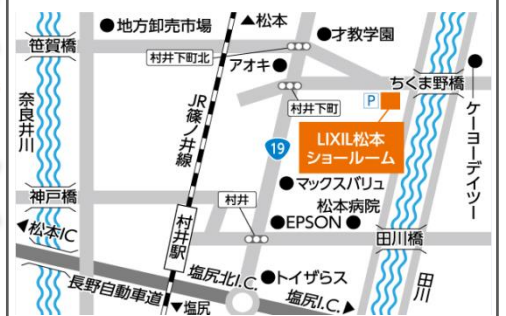 ●地方卸売市場
▲松本
●才教学園
笹賀橋
村井下町北
アオキ●
ちくま野橋
P
村井下町
奈良井川
JR篠ノ井線
19
LIXIL松本
ショールーム
ケーヨーデイツー
●マックスバリュ
神戸橋
村井
松本病院
●EPSON ●
◀松本IC
村井駅
田川橋
塩尻北I.C.
●トイザらス
長野自動車道
▼塩尻
塩尻I.C.▶
田川